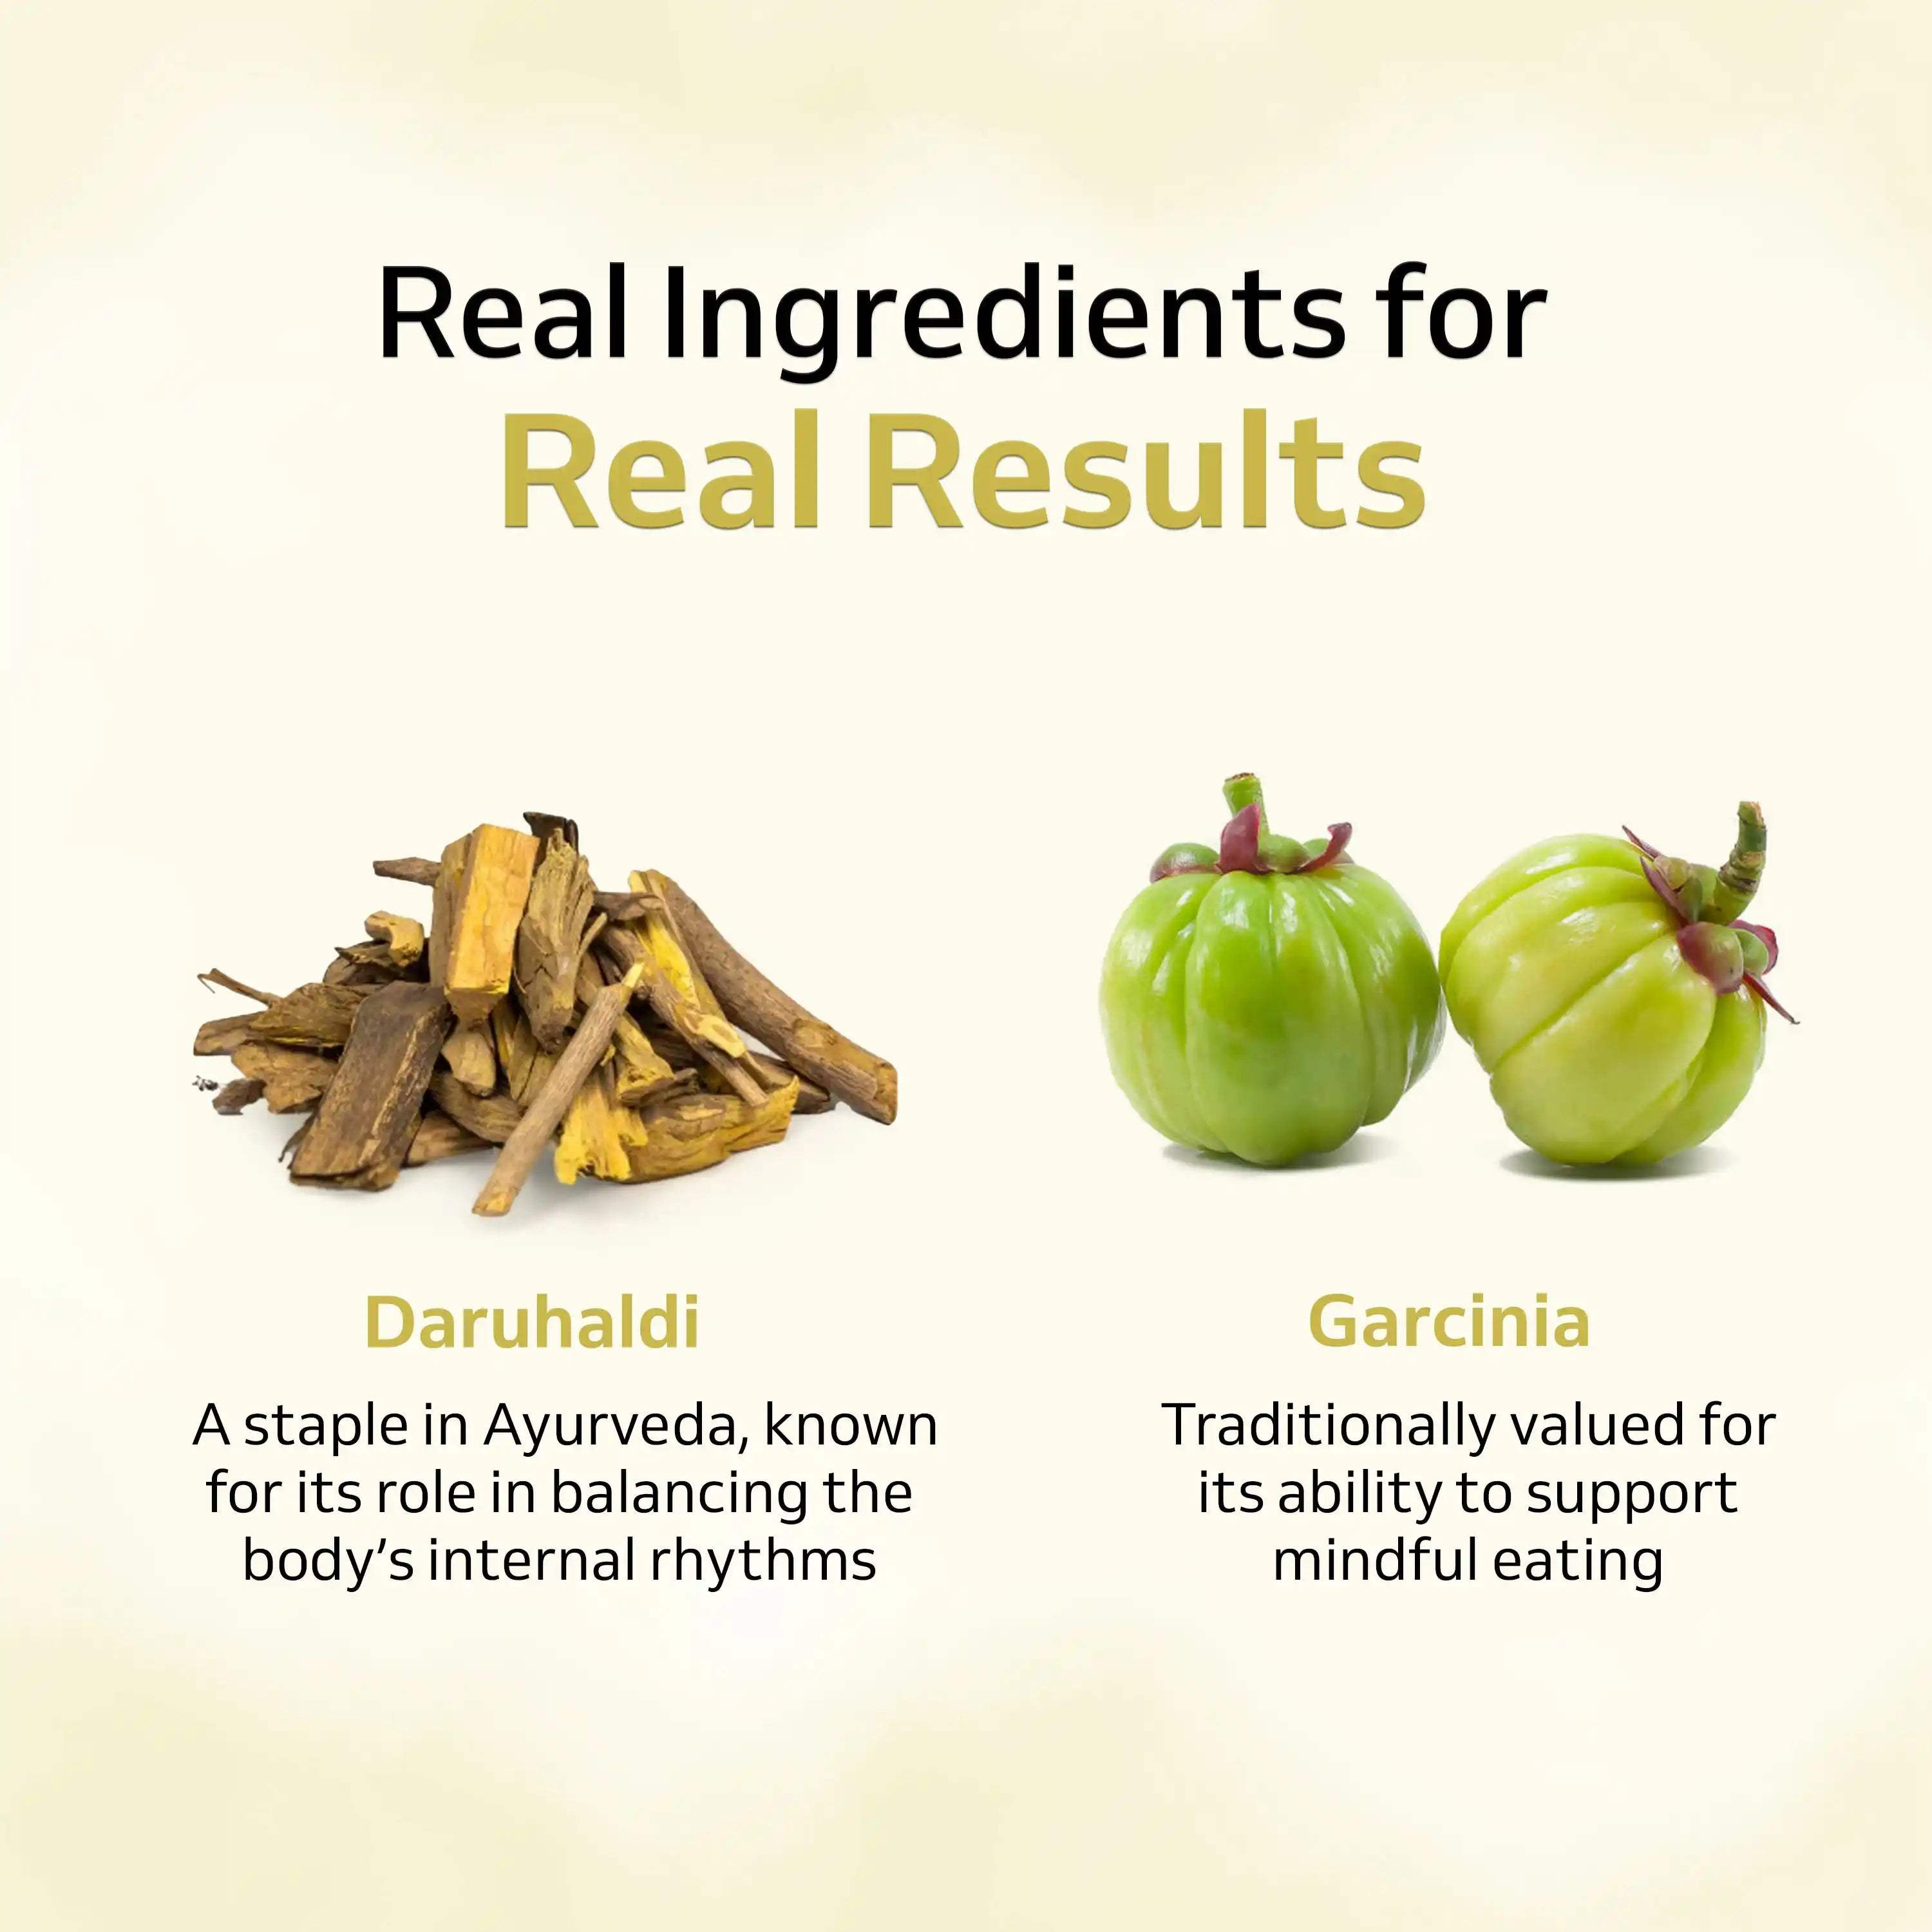 Real Ingredients for
Real Results
Daruhaldi
A staple in Ayurveda, known
for its role in balancing the
body’s internal rhythms
Garcinia
Traditionally valued for
its ability to support
mindful eating